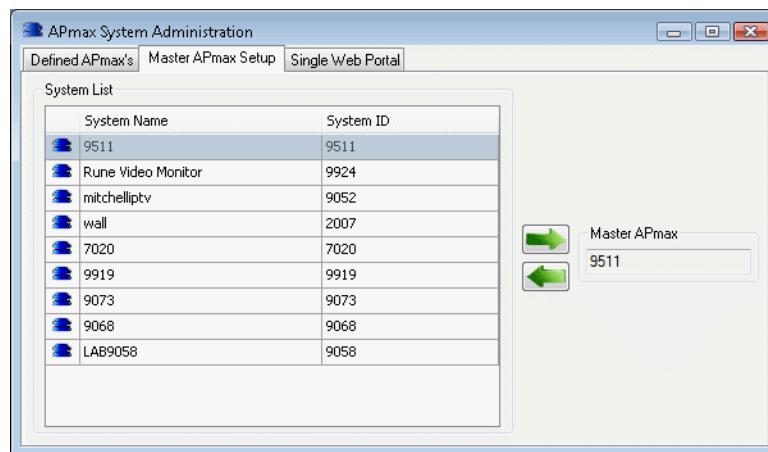 APmax System Administration
Defined APmax's Master APmax Setup Single Web Portal
System List
System Name System ID
9511 9511
Rune Video Monitor 9924
mitchelliptv 9052
wall 2007
7020 7020
9919 9919
9073 9073
9068 9068
LAB9058 9058
Master APmax
9511